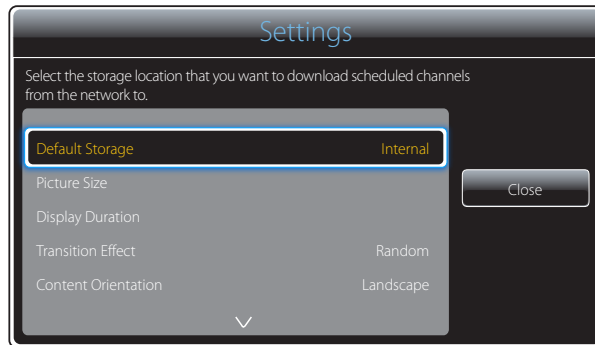 Settings
Select the storage location that you want to download scheduled channels
from the network to.
Default Storage Internal
Picture Size
Close
Display Duration
Transition Effect Random
Content Orientation Landscape